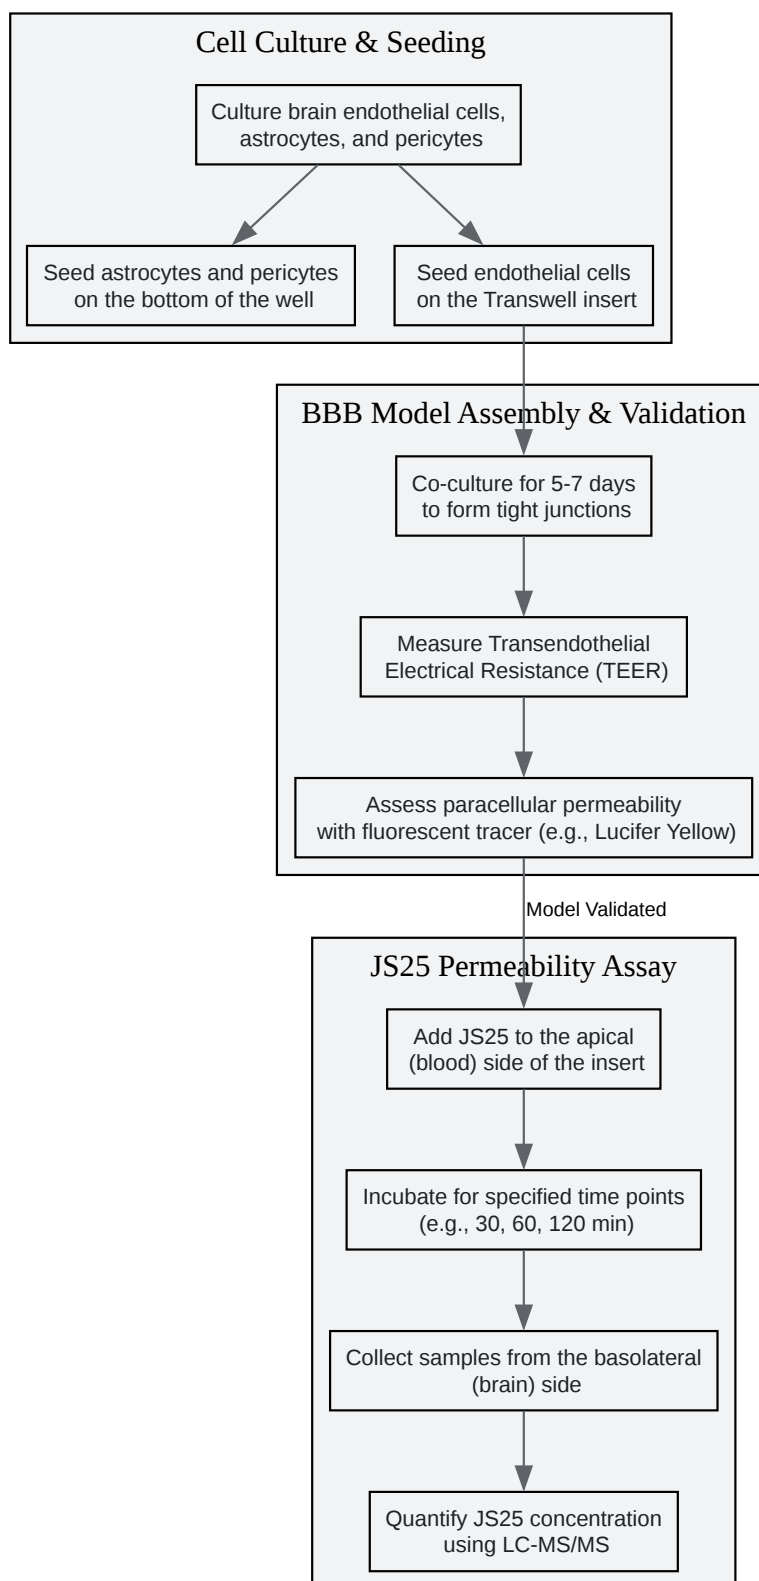 Cell Culture & Seeding
Culture brain endothelial cells,
astrocytes, and pericytes
Seed astrocytes and pericytes
on the bottom of the well
Seed endothelial cells
on the Transwell insert
BBB Model Assembly & Validation
Co-culture for 5-7 days
to form tight junctions
Measure Transendothelial
Electrical Resistance (TEER)
Assess paracellular permeability
with fluorescent tracer (e.g., Lucifer Yellow)
Model Validated
JS25 Permeability Assay
Add JS25 to the apical
(blood) side of the insert
Incubate for specified time points
(e.g., 30, 60, 120 min)
Collect samples from the basolateral
(brain) side
Quantify JS25 concentration
using LC-MS/MS